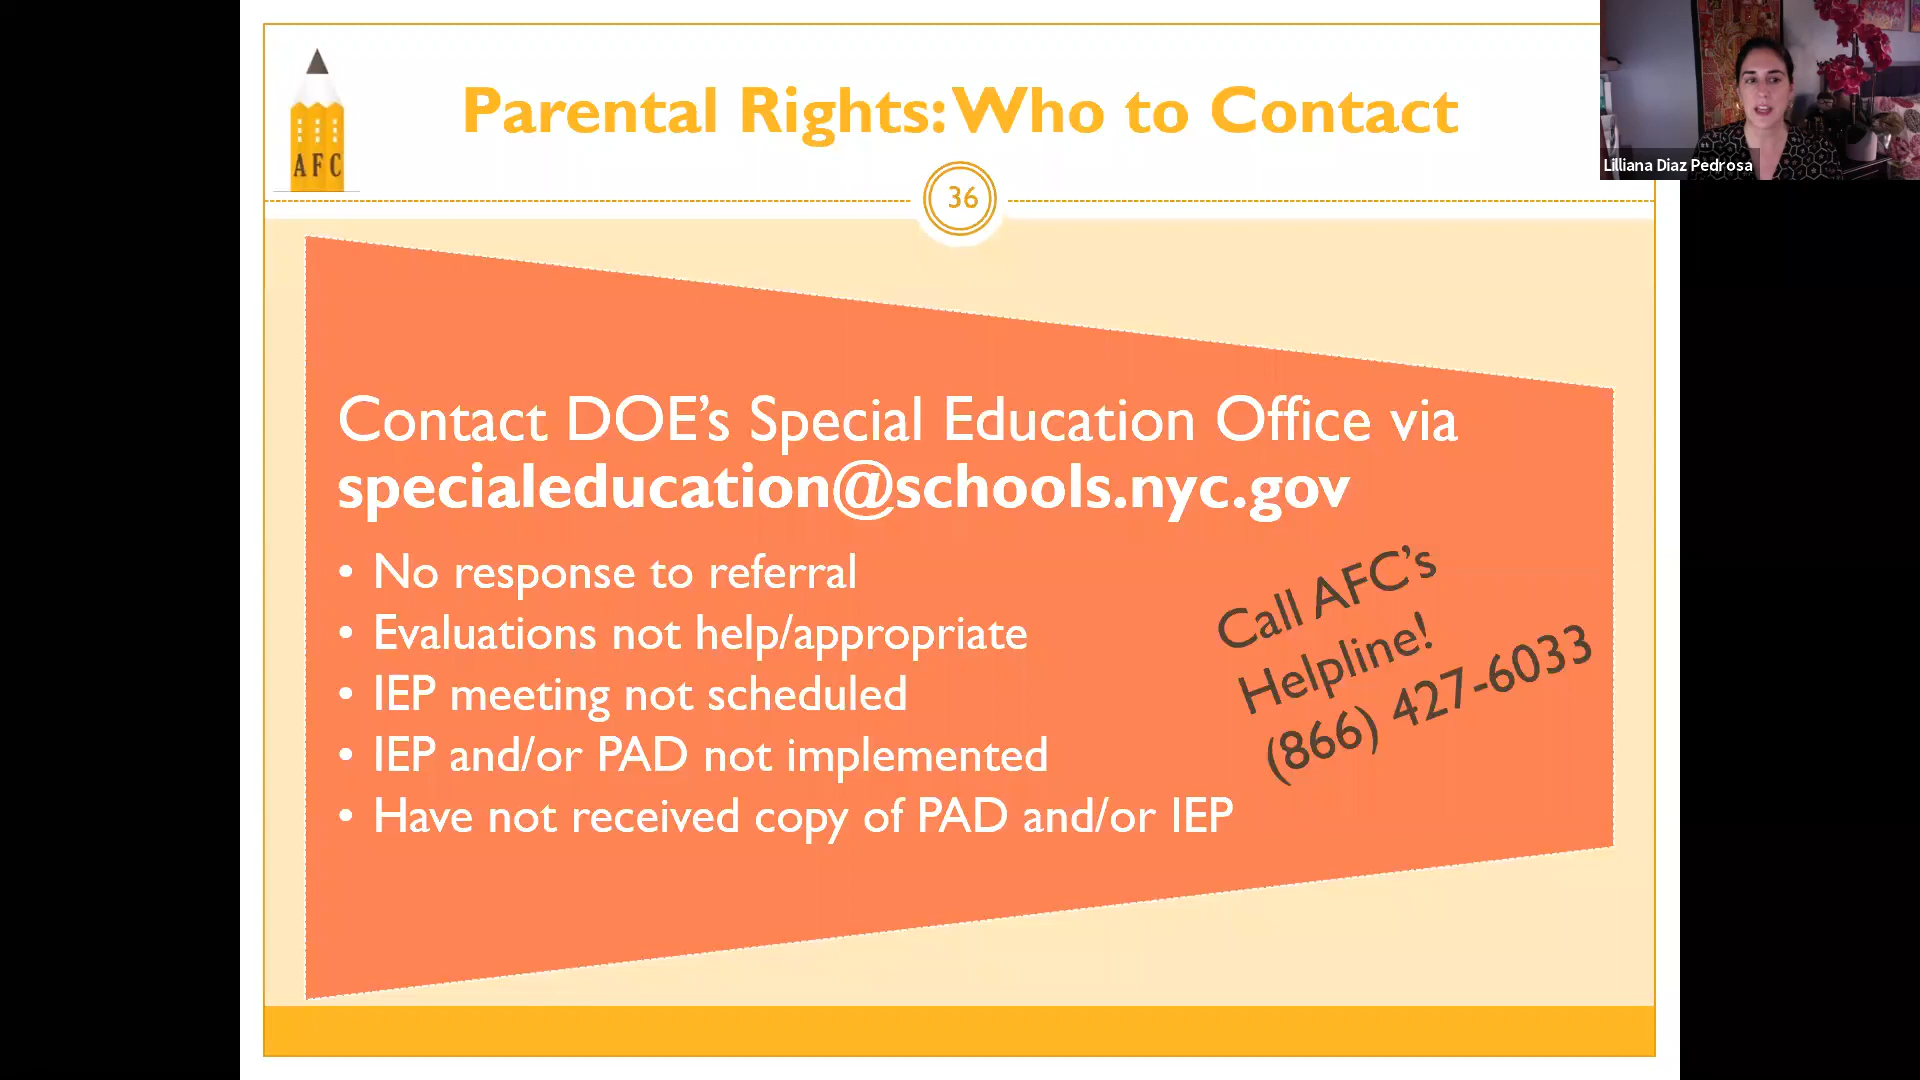 AFC
Parental Rights: Who to Contact
36
Lilliana Diaz Pedrosa
Contact DOE’s Special Education Office via
specialeducation@schools.nyc.gov
• No response to referral
• Evaluations not help/appropriate
• IEP meeting not scheduled
• IEP and/or PAD not implemented
• Have not received copy of PAD and/or IEP
Call AFC’s
Helpline!
(866) 427-6033